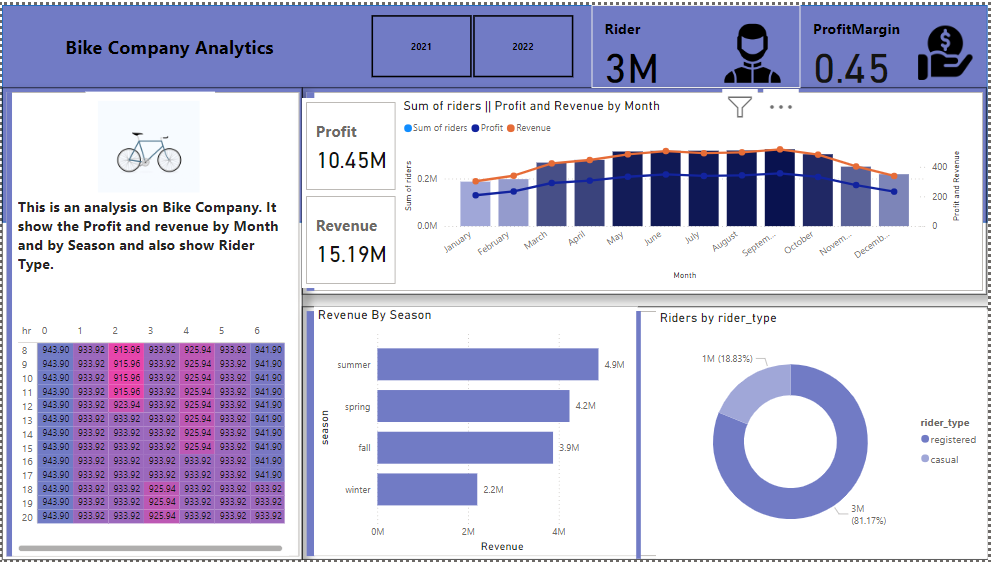 Bike Company Analytics
2021
2022
Rider
3M
ProfitMargin
0.45
This is an analysis on Bike Company. It
show the Profit and revenue by Month
and by Season and also show Rider
Type.
hr 0 1 2 3 4 5 6
8 943.90 933.92 915.96 933.92 925.94 933.92 941.90
9 943.90 933.92 915.96 933.92 925.94 933.92 941.90
10 943.90 933.92 915.96 933.92 925.94 933.92 941.90
11 943.90 933.92 915.96 933.92 925.94 933.92 941.90
12 943.90 933.92 923.94 933.92 925.94 933.92 941.90
13 943.90 933.92 933.92 933.92 925.94 933.92 941.90
14 943.90 933.92 933.92 933.92 925.94 933.92 941.90
15 943.90 933.92 933.92 933.92 925.94 933.92 941.90
16 943.90 933.92 933.92 933.92 933.92 933.92 941.90
17 943.90 933.92 933.92 933.92 933.92 933.92 941.90
18 943.90 933.92 933.92 925.94 933.92 933.92 933.92
19 943.90 933.92 933.92 925.94 933.92 933.92 933.92
20 943.90 933.92 933.92 925.94 933.92 933.92 933.92
Profit
10.45M
Revenue
15.19M
Sum of riders || Profit and Revenue by Month
Sum of riders Profit Revenue
Sum of riders
0.2M
0.0M
400
200
0
Profit and Revenue
January
February
March
April
May
June
July
August
Septem...
October
Novem...
Decemb...
Month
Revenue By Season
season
summer 4.9M
spring 4.2M
fall 3.9M
winter 2.2M
0M 2M 4M
Revenue
Riders by rider_type
1M (18.83%)
3M
(81.17%)
rider_type
registered
casual